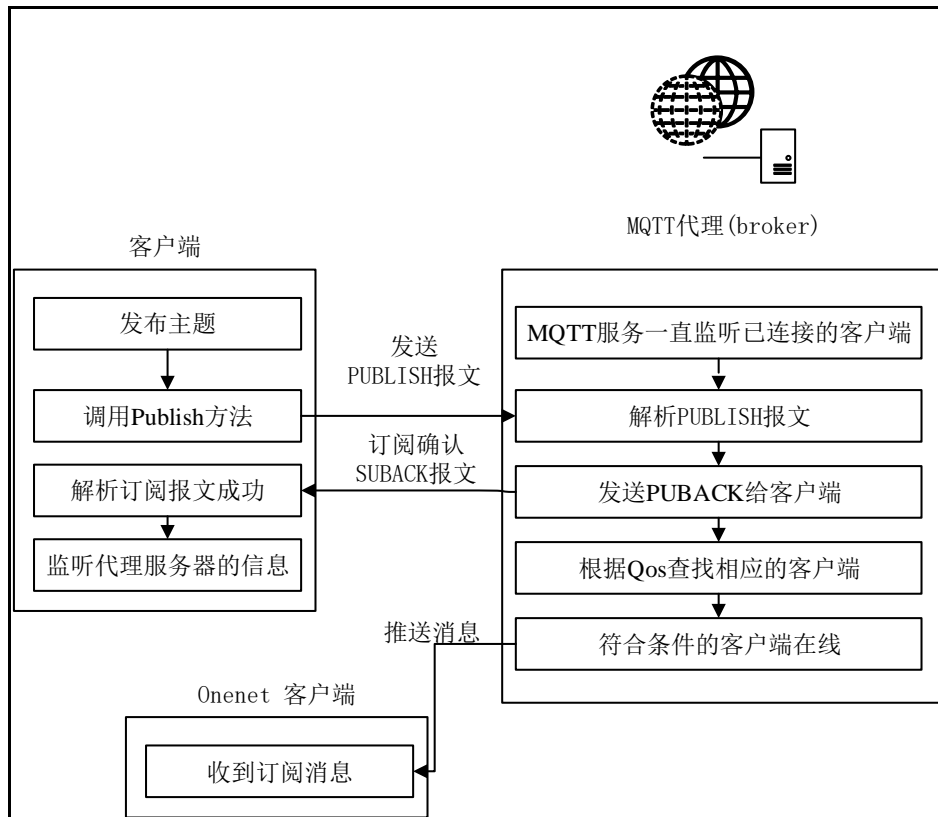 MQTT代理(broker)
客户端
发布主题
调用Publish方法
解析订阅报文成功
监听代理服务器的信息
发送
PUBLISH报文
订阅确认
SUBACK报文
MQTT服务一直监听已连接的客户端
解析PUBLISH报文
发送PUBACK给客户端
根据Qos查找相应的客户端
符合条件的客户端在线
推送消息
Onenet 客户端
收到订阅消息